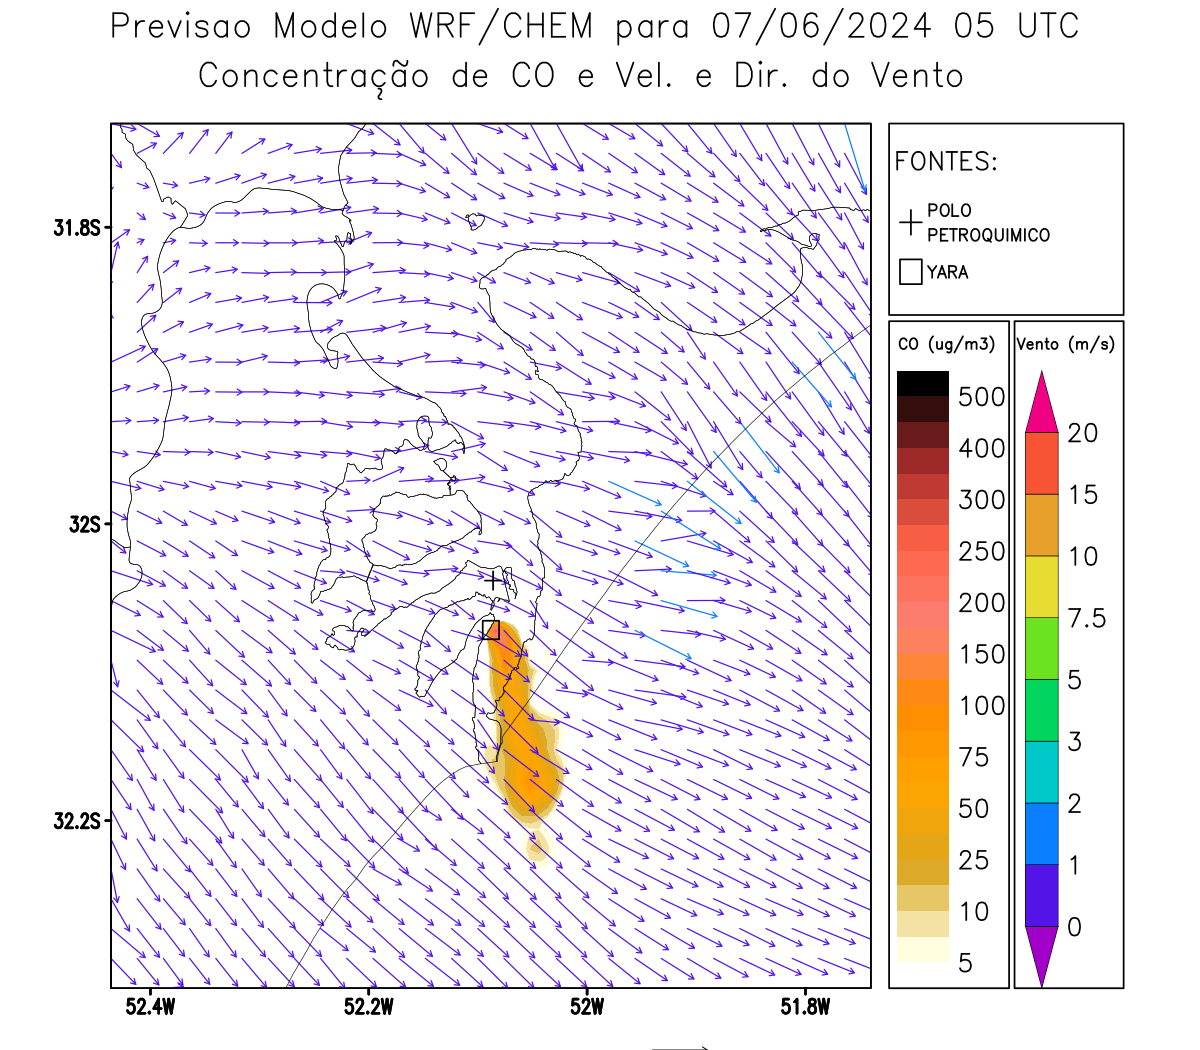 Previsao Modelo WRF/CHEM para 07/06/2024 05 UTC
Concentração de CO e Vel. e Dir. do Vento
FONTES:
POLO
PETROQUIMICO
YARA
CO (ug/m3)
500
400
300
250
200
150
100
75
50
25
10
5
Vento (m/s)
20
15
10
7.5
5
3
2
1
0
31.8S
32S
32.2S
52.4W
52.2W
52W
51.8W